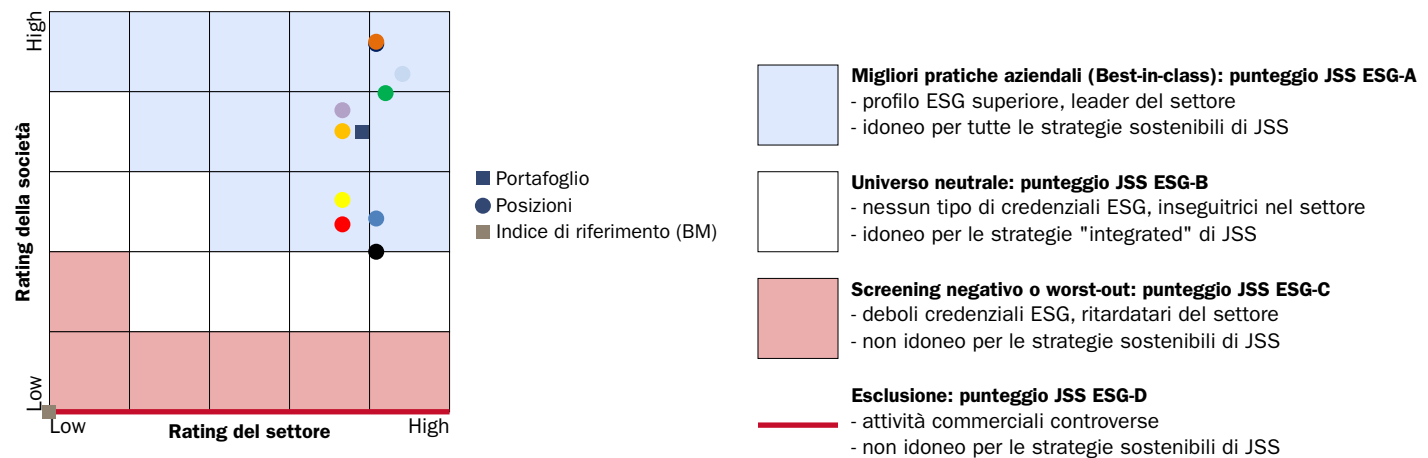 High
Rating della società
Low
Low
Rating del settore
High
Portafoglio
Posizioni
Indice di riferimento (BM)
Migliori pratiche aziendali (Best-in-class): punteggio JSS ESG-A
- profilo ESG superiore, leader del settore
- idoneo per tutte le strategie sostenibili di JSS
Universo neutrale: punteggio JSS ESG-B
- nessun tipo di credenziali ESG, inseguitrici nel settore
- idoneo per le strategie "integrated" di JSS
Screening negativo o worst-out: punteggio JSS ESG-C
- deboli credenziali ESG, ritardatari del settore
- non idoneo per le strategie sostenibili di JSS
Esclusione: punteggio JSS ESG-D
- attività commerciali controverse
- non idoneo per le strategie sostenibili di JSS